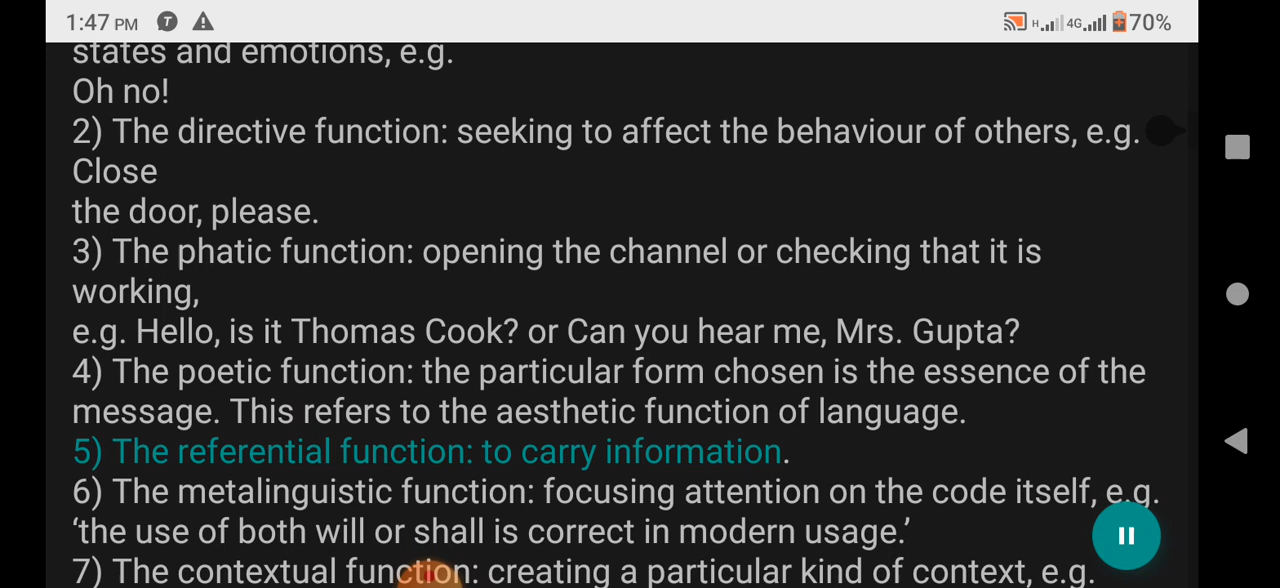 1:47 PM
H 4G 70%
states and emotions, e.g.
Oh no!
2) The directive function: seeking to affect the behaviour of others, e.g.
Close
the door, please.
3) The phatic function: opening the channel or checking that it is
working,
e.g. Hello, is it Thomas Cook? or Can you hear me, Mrs. Gupta?
4) The poetic function: the particular form chosen is the essence of the
message. This refers to the aesthetic function of language.
5) The referential function: to carry information.
6) The metalinguistic function: focusing attention on the code itself, e.g.
‘the use of both will or shall is correct in modern usage.’
7) The contextual function: creating a particular kind of context, e.g.